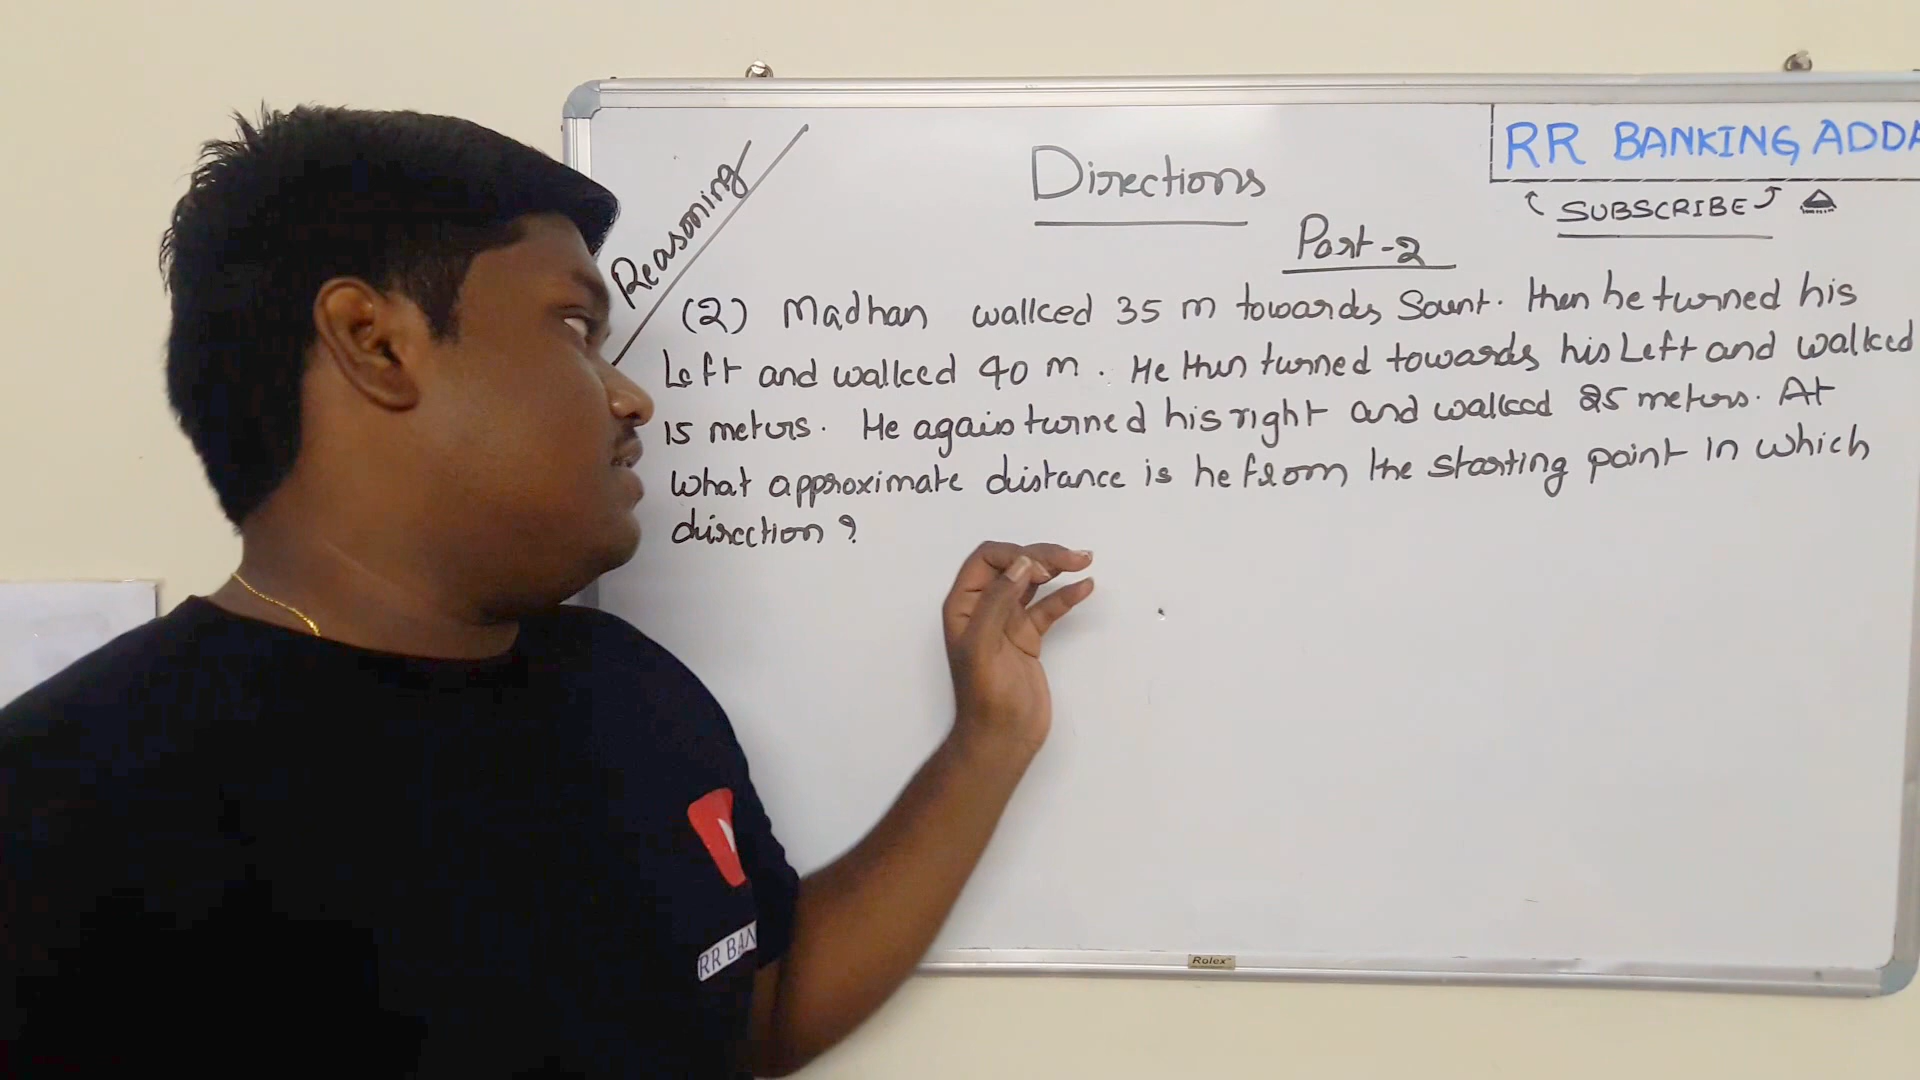 Reasoning
Directions
RR BANKING ADDA
SUBSCRIBE
Part-2
(2) Madhan walked 35 m towards Sount. then he turned his
Left and walked 40 m. He then turned towards his Left and walked
15 meters. He again turned his right and walked 25 meters. At
what approximate distance is he from the starting point in which
direction?
RR BAN
Rolex